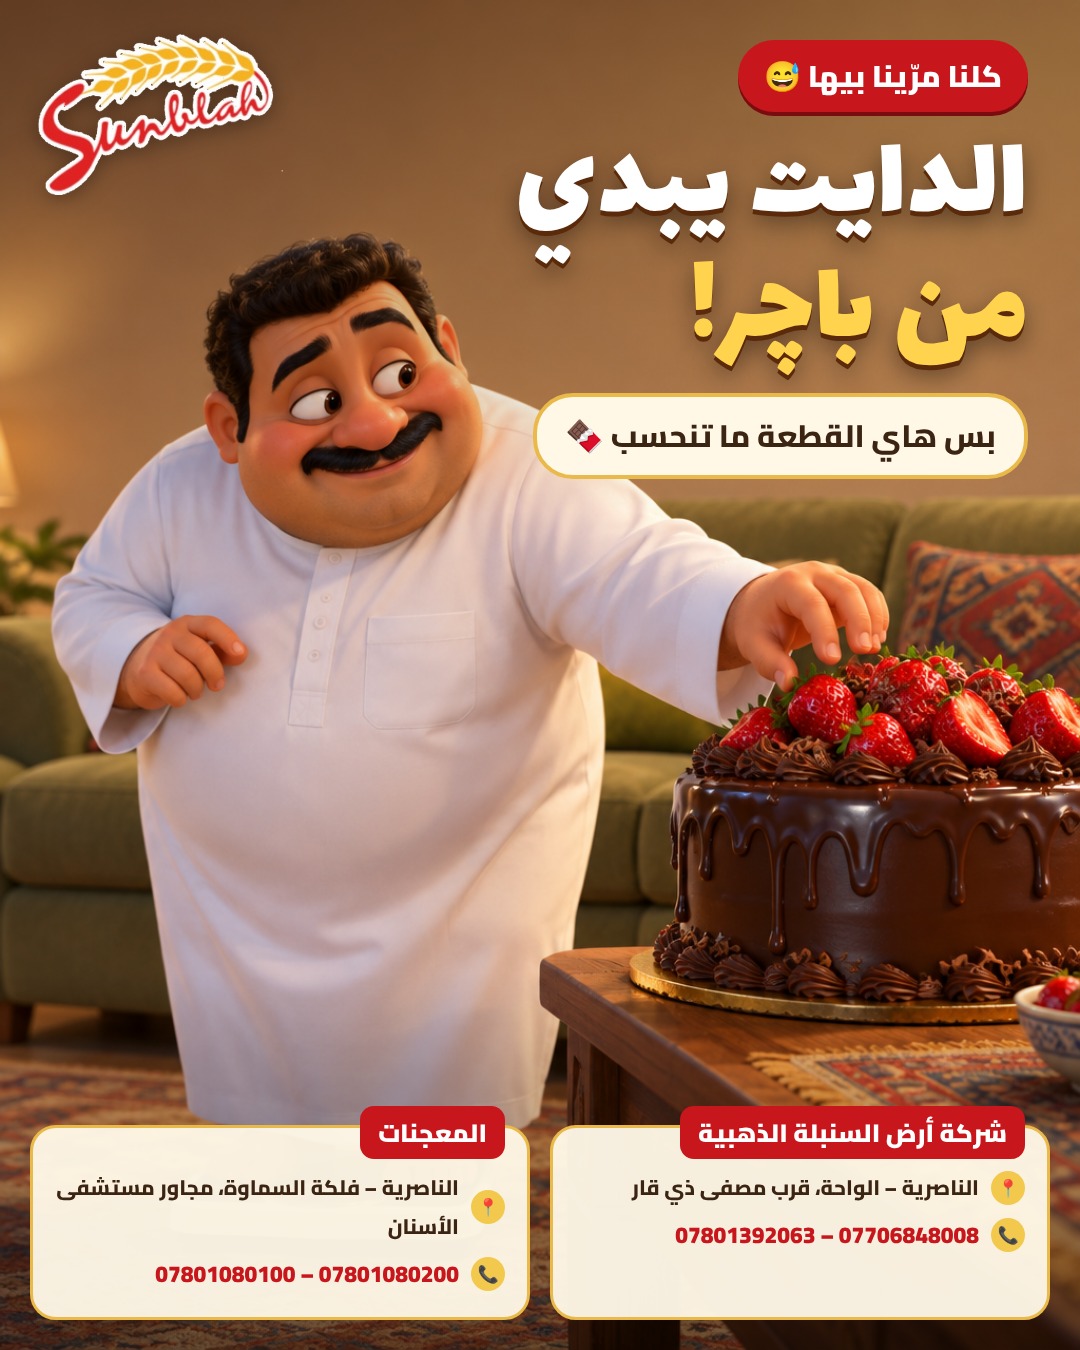 Sunblah
كلنا مرّينا بيها 😅
الدايت يبدي
من باچر!
بس هاي القطعة ما تنحسب 🍫
شركة أرض السنبلة الذهبية
📍 الناصرية – الواحة، قرب مصفى ذي قار
📞 07706848008 – 07801392063
المعجنات
📍 الناصرية – فلكة السماوة، مجاور مستشفى
الأسنان
📞 07801080200 – 07801080100